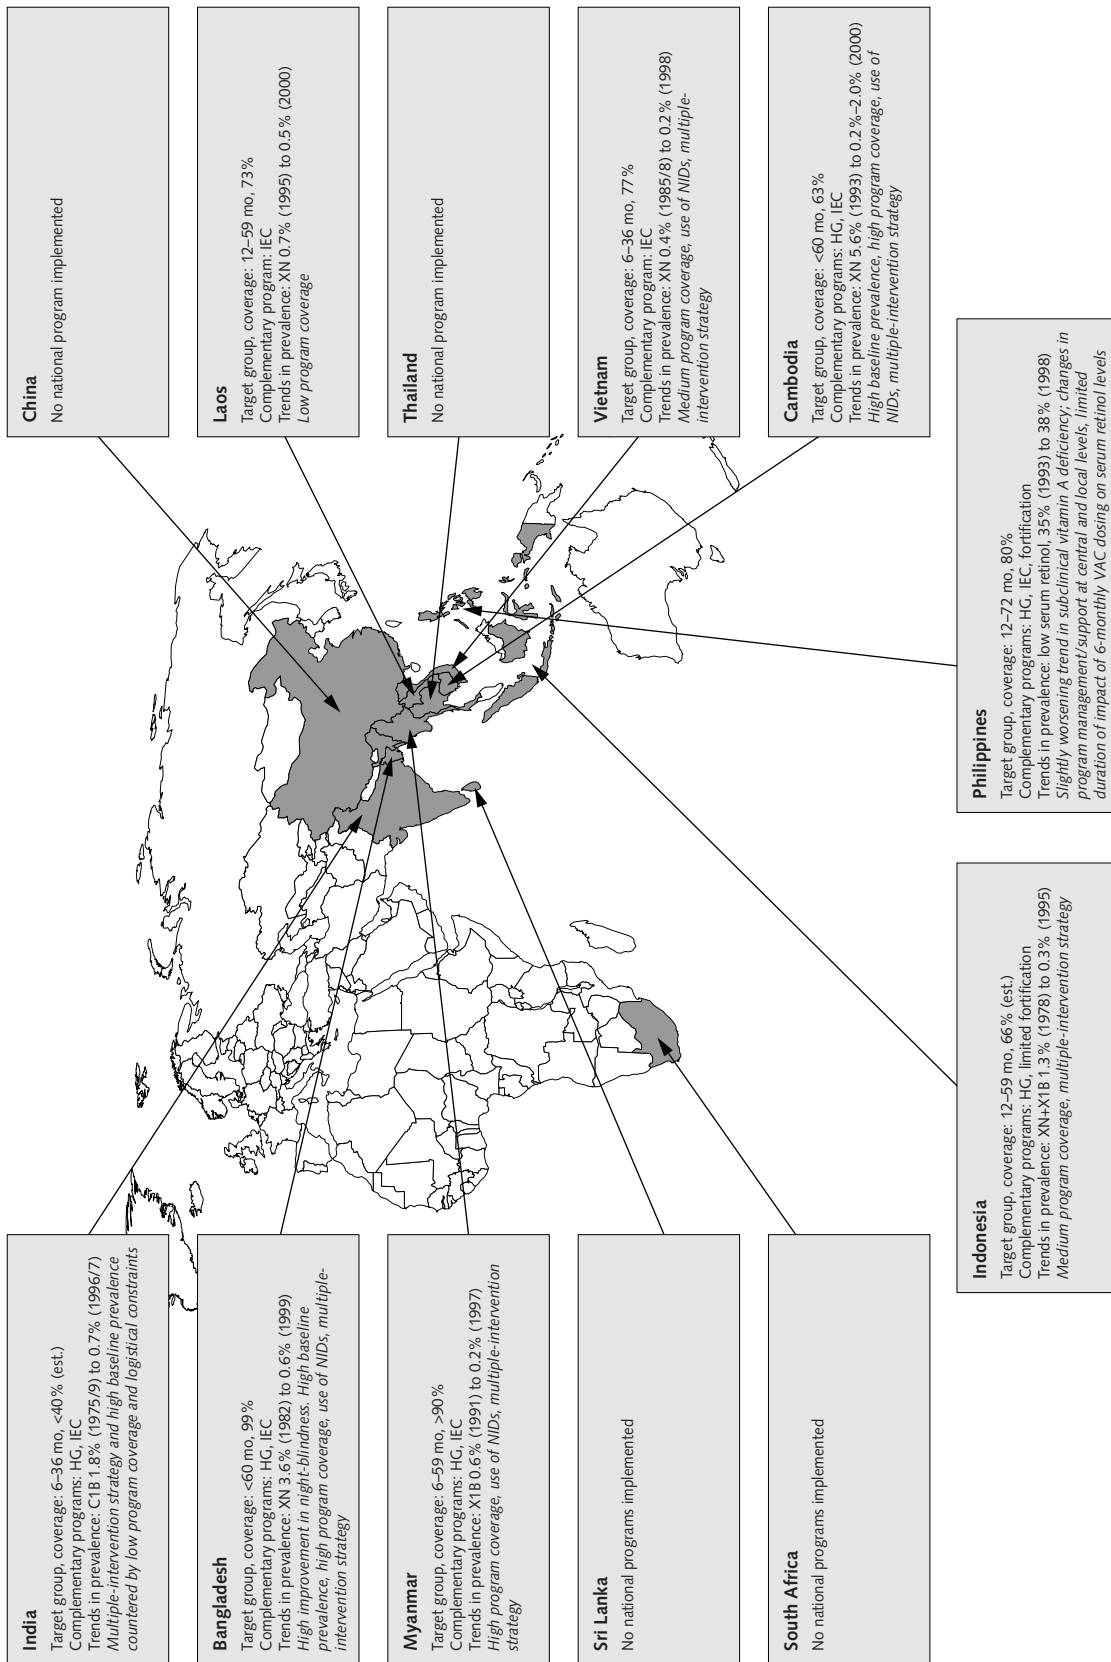 India
Target group, coverage: 6–36 mo, <40% (est.)
Complementary programs: HG, IEC
Trends in prevalence: C1B 1.8% (1975/9) to 0.7% (1996/7)
Multiple-intervention strategy and high baseline prevalence
countered by low program coverage and logistical constraints
Bangladesh
Target group, coverage: <60 mo, 99%
Complementary programs: HG, IEC
Trends in prevalence: XN 3.6% (1982) to 0.6% (1999)
High improvement in night-blindness. High baseline
prevalence, high program coverage, use of NIDs, multiple-
intervention strategy
Myanmar
Target group, coverage: 6–59 mo, >90%
Complementary programs: HG, IEC
Trends in prevalence: X1B 0.6% (1991) to 0.2% (1997)
High program coverage, use of NIDs, multiple-intervention
strategy
Sri Lanka
No national programs implemented
South Africa
No national programs implemented
China
No national program implemented
Laos
Target group, coverage: 12–59 mo, 73%
Complementary program: IEC
Trends in prevalence: XN 0.7% (1995) to 0.5% (2000)
Low program coverage
Thailand
No national program implemented
Vietnam
Target group, coverage: 6–36 mo, 77%
Complementary program: IEC
Trends in prevalence: XN 0.4% (1985/8) to 0.2% (1998)
Medium program coverage, use of NIDs, multiple-
intervention strategy
Cambodia
Target group, coverage: <60 mo, 63%
Complementary programs: HG, IEC
Trends in prevalence: XN 5.6% (1993) to 0.2%–2.0% (2000)
High baseline prevalence, high program coverage, use of
NIDs, multiple-intervention strategy
Indonesia
Target group, coverage: 12–59 mo, 66% (est.)
Complementary programs: HG, limited fortification
Trends in prevalence: XN+X1B 1.3% (1978) to 0.3% (1995)
Medium program coverage, multiple-intervention strategy
Philippines
Target group, coverage: 12–72 mo, 80%
Complementary programs: HG, IEC, fortification
Trends in prevalence: low serum retinol, 35% (1993) to 38% (1998)
Slightly worsening trend in subclinical vitamin A deficiency; changes in
program management/support at central and local levels, limited
duration of impact of 6-monthly VAC dosing on serum retinol levels